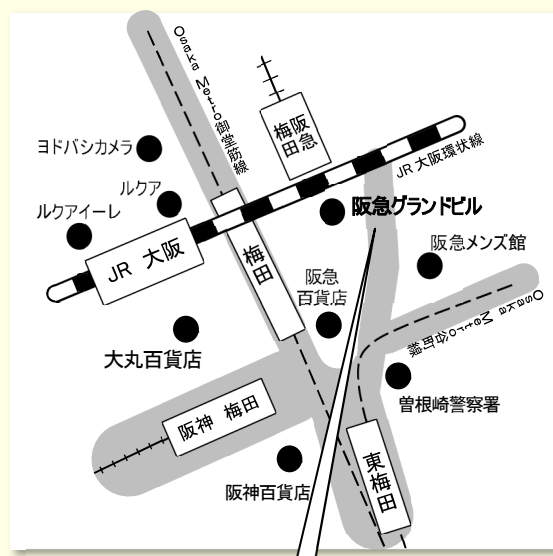 Osaka Metro御堂筋線
阪急
梅田
ヨドバシカメラ
JR 大阪環状線
ルクア
ルクアイーレ
阪急グランドビル
JR 大阪
梅田
阪急メンズ館
阪急
百貨店
Osaka Metro谷町線
大丸百貨店
曽根崎警察署
阪神 梅田
東梅田
阪神百貨店